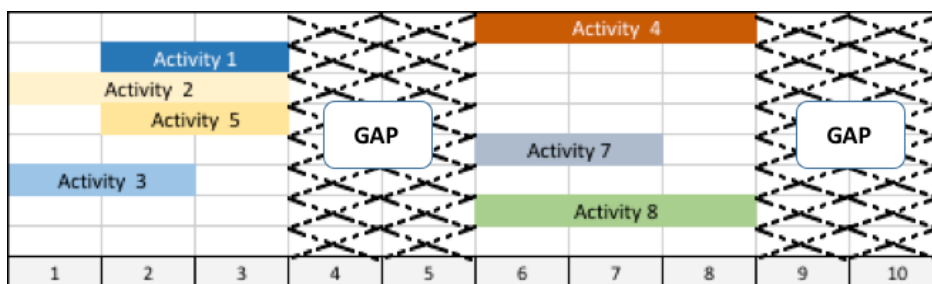 Activity 4
Activity 1
Activity 2
Activity 5
GAP
GAP
Activity 7
Activity 3
Activity 8
1 2 3 4 5 6 7 8 9 10